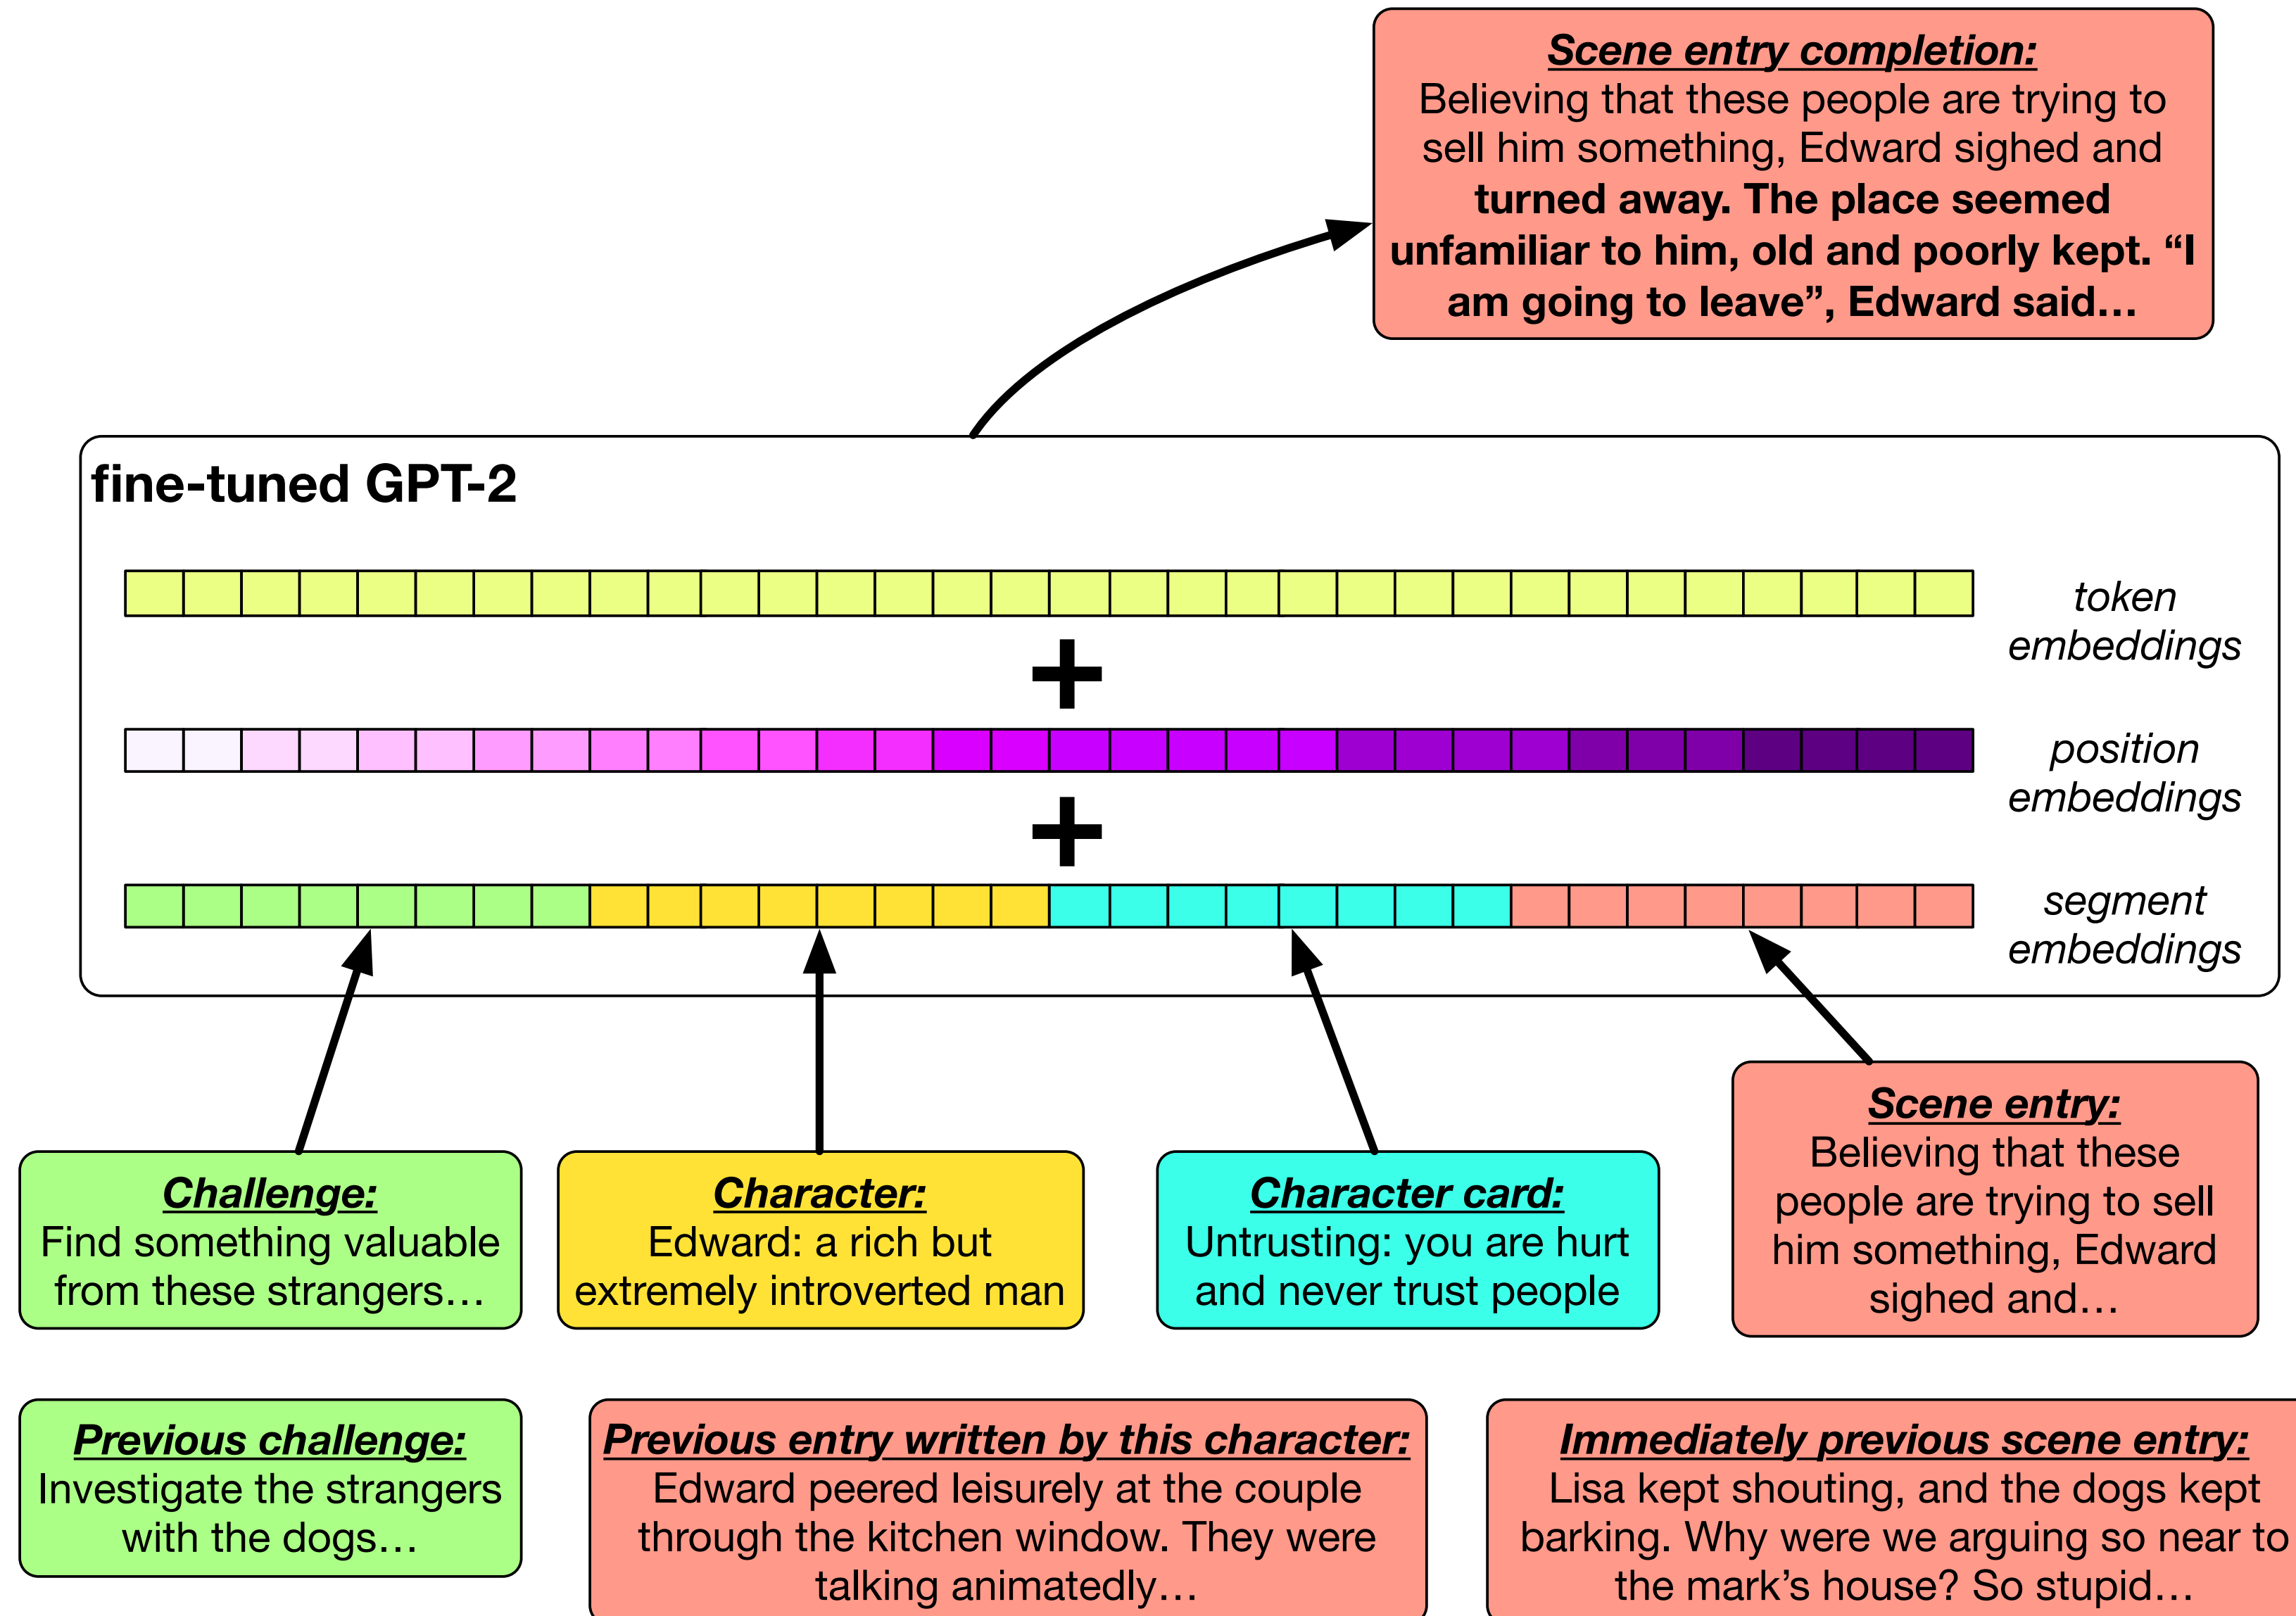 Scene entry completion:
Believing that these people are trying to
sell him something, Edward sighed and
turned away. The place seemed
unfamiliar to him, old and poorly kept. “I
am going to leave”, Edward said…
fine-tuned GPT-2
token
embeddings
+
position
embeddings
+
segment
embeddings
Challenge:
Find something valuable
from these strangers…
Character:
Edward: a rich but
extremely introverted man
Character card:
Untrusting: you are hurt
and never trust people
Scene entry:
Believing that these
people are trying to sell
him something, Edward
sighed and…
Previous challenge:
Investigate the strangers
with the dogs…
Previous entry written by this character:
Edward peered leisurely at the couple
through the kitchen window. They were
talking animatedly…
Immediately previous scene entry:
Lisa kept shouting, and the dogs kept
barking. Why were we arguing so near to
the mark’s house? So stupid…